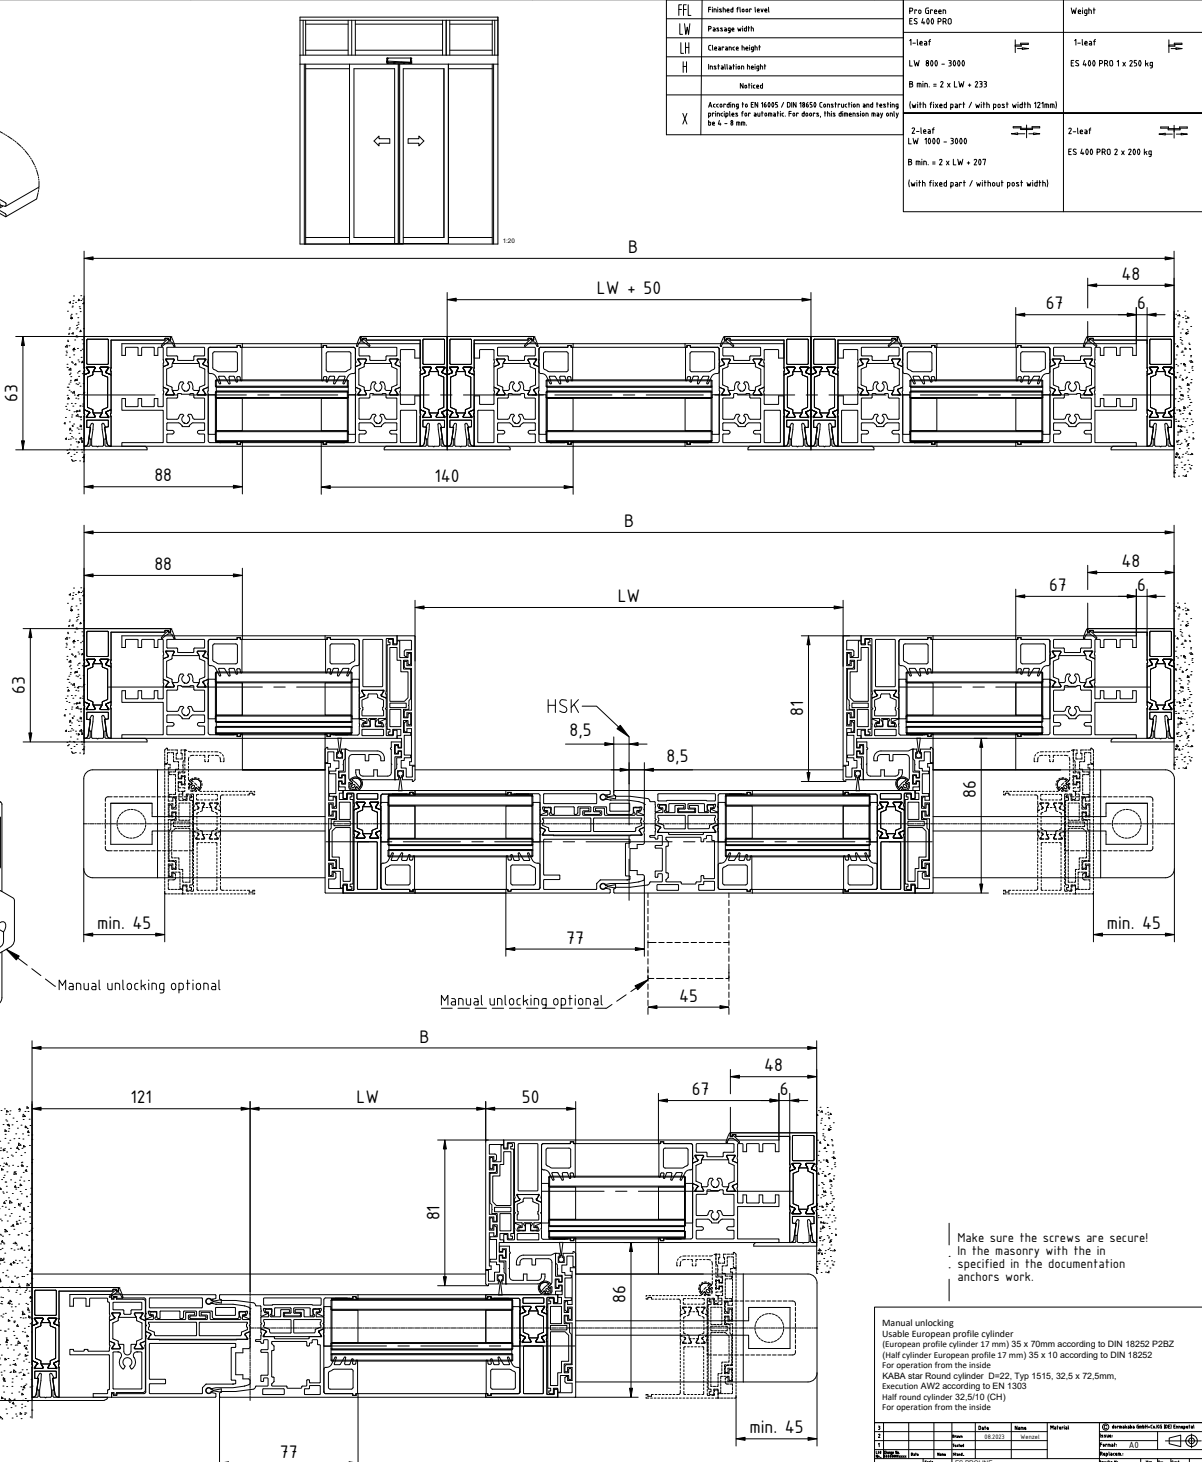 FFL Finished floor level
LW Passage width
LH Clearance height
H Installation height
Noticed
X According to EN 16005 / DIN 18650 Construction and testing
principles for automatic. For doors, this dimension may only
be 4 - 8 mm.
Pro Green
ES 400 PRO
Weight
1-leaf
LW 800 - 3000
B min. = 2 x LW + 233
(with fixed part / with post width 121mm)
1-leaf
ES 400 PRO 1 x 250 kg
2-leaf
LW 1000 - 3000
B min. = 2 x LW + 207
(with fixed part / without post width)
2-leaf
ES 400 PRO 2 x 200 kg
1:20
B
LW + 50
48
67
6
63
88
140
B
88
48
LW
67
6
63
HSK
8,5
8,5
81
86
min. 45
77
min. 45
Manual unlocking optional
Manual unlocking optional
45
B
48
121
LW
50
67
6
81
86
min. 45
77
Make sure the screws are secure!
In the masonry with the in
specified in the documentation
anchors work.
Manual unlocking
Usable European profile cylinder
(European profile cylinder 17 mm) 35 x 70mm according to DIN 18252 P2BZ
(Half cylinder European profile 17 mm) 35 x 10 according to DIN 18252
For operation from the inside
KABA star Round cylinder D=22, Typ 1515, 32,5 x 72,5mm,
Execution AW2 according to EN 1303
Half round cylinder 32,5/10 (CH)
For operation from the inside
3 Date Name Material
2 Drawn 08.2023 Wenzel
1
Format: A0